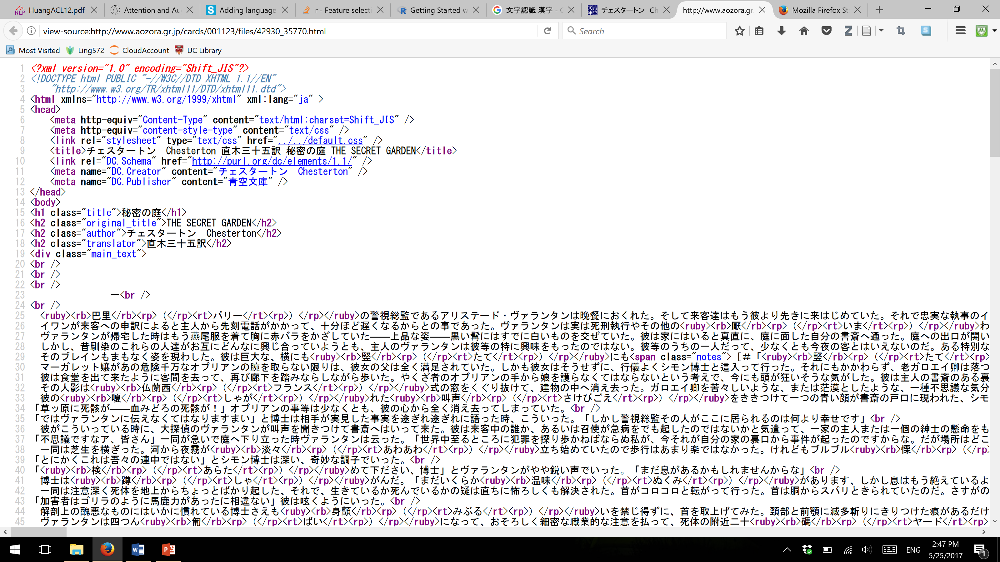 HuangACL12.pdf
Attention and Au
Adding language
r - Feature selecti
Getting Started w
文字認識 漢字 - G
チェスタートン Ch
http://www.aozora.gr.
Mozilla Firefox St
view-source:http://www.aozora.gr.jp/cards/001123/files/42930_35770.html
Search
Most Visited
Ling572
CloudAccount
UC Library
1 <?xml version="1.0" encoding="Shift_JIS"?>
2 <!DOCTYPE html PUBLIC "-//W3C//DTD XHTML 1.1//EN"
3 "http://www.w3.org/TR/xhtml11/DTD/xhtml11.dtd">
4 <html xmlns="http://www.w3.org/1999/xhtml" xml:lang="ja" >
5 <head>
6 <meta http-equiv="Content-Type" content="text/html;charset=Shift_JIS" />
7 <meta http-equiv="content-style-type" content="text/css" />
8 <link rel="stylesheet" type="text/css" href="../../default.css" />
9 <title>チェスタートン　Chesterton 直木三十五訳 秘密の庭 THE SECRET GARDEN</title>
10 <link rel="DC.Schema" href="http://purl.org/dc/elements/1.1/" />
11 <meta name="DC.Creator" content="チェスタートン　Chesterton" />
12 <meta name="DC.Publisher" content="青空文庫" />
13 </head>
14 <body>
15 <h1 class="title">秘密の庭</h1>
16 <h2 class="original_title">THE SECRET GARDEN</h2>
17 <h2 class="author">チェスタートン　Chesterton</h2>
18 <h2 class="translator">直木三十五訳</h2>
19 <div class="main_text">
20 <br />
21 <br />
22 <br />
23 一<br />
24 <br />
25 <ruby><rb>巴里</rb><rp>（</rp><rt>パリー</rt><rp>）</rp></ruby>の警視総監であるアリステード・ヴァランタンは晩餐におくれた。そして来客達はもう彼より先きに来はじめていた。それで忠実な執事のイ
26 イワンが来客への申訳によると主人から先刻電話がかかって、十分ほど遅くなるからとの事であった。ヴァランタンは実は死刑執行やその他の<ruby><rb>厭</rb><rp>（</rp><rt>いま</rt><rp>）</rp></ruby>わ
27 ヴァランタンが帰宅した時はもう燕尾服を着て胸に赤バラをかざしていた――上品な姿――黒い髯にはすでに白いものを交ぜていた。彼は家にはいると真直に、庭に面した自分の書斎へ通った。庭への出口が開い
28 しかし、昔馴染のこれらの人達がお互にどんなに興じ合っていようとも、主人のヴァランタンは彼等の特に興味をもったのではない。彼等のうちの一人だって、少なくとも今夜の客とはいえないのだ。ある特別な
29 そのブレインもまもなく姿を現わした。彼は巨大な、横にも<ruby><rb>竪</rb><rp>（</rp><rt>たて</rt><rp>）</rp></ruby>にも<span class="notes">［＃「<ruby><rb>竪</rb><rp>（</rp><rt>たて</rt><rp>
30 マーガレット嬢があの危険千万なオブリアンの腕を取らない限りは、彼女の父は全く満足されていた。しかも彼女はそうせずに、行儀よくシモン博士と這入って行った。それにもかかわらず、老ガロエイ卿は落つ
31 彼は食堂を出て来たように客間を去って、再び廊下を踏みならしながら歩いた。やくざ者のオブリアンの手から娘を護らなくてはならないという考えで、今にも頭が狂いそうな気がした。彼は主人の書斎のある裏
32 その人影は<ruby><rb>仏蘭西</rb><rp>（</rp><rt>フランス</rt><rp>）</rp></ruby>式の窓をくぐり抜けて、建物の中へ消え去った。ガロエイ卿を苦々しいような、または茫漠としたような、一種不思議な気分
33 彼の<ruby><rb>嗄</rb><rp>（</rp><rt>しゃが</rt><rp>）</rp></ruby>れた<ruby><rb>叫声</rb><rp>（</rp><rt>さけびごえ</rt><rp>）</rp></ruby>をききつけて一つの青い顔が書斎の戸口に現われた、シモ
34 「草ッ原に死骸が――血みどろの死骸が！」オブリアンの事等は少なくとも、彼の心から全く消え去ってしまっていた。<br />
35 「ではヴァランタンに伝えなくてはなりますまい」と博士は相手が実見した事実を途ぎれ途ぎれに語った時、こういった。「しかし警視総監その人がここに居られるのは何より幸せです」<br />
36 彼がこういっている時に、大探偵のヴァランタンが叫声を聞きつけて書斎へはいって来た。彼は来客中の誰か、あるいは召使が急病をでも起したのではないかと気遣って、一家の主人または一個の紳士の懸命をも
37 「不思議ですなア、皆さん」一同が急いで庭へ下り立った時ヴァランタンは云った。「世界中至るところに犯罪を探り歩かねばならぬ私が、今それが自分の家の裏口から事件が起ったのですからな。だが場所はどこ
38 一同は芝生を横ぎった。河から夜霧が<ruby><rb>淡々</rb><rp>（</rp><rt>あわあわ</rt><rp>）</rp></ruby>立ち始めていたので歩行はあまり楽ではなかった。けれどもブルブル<ruby><rb>慄</rb><rp>（</rp>
39 「とにかくこれは吾々の連中ではない」とシモン博士は深い、奇妙な調子でいった。<br />
40 「<ruby><rb>検</rb><rp>（</rp><rt>あらた</rt><rp>）</rp></ruby>めて下ださい、博士」とヴァランタンがやや鋭い声でいった。「まだ息があるかもしれませんからな」<br />
41 博士は<ruby><rb>蹲</rb><rp>（</rp><rt>しゃ</rt><rp>）</rp></ruby>がんだ。「まだいくらか<ruby><rb>温味</rb><rp>（</rp><rt>ぬくみ</rt><rp>）</rp></ruby>があります、しかし息はもう絶えているよ
42 一同は注意深く死体を地上からちょっとばかり起した、それで、生きているか死んでいるかの疑は直ちに怖ろしくも解決された。首がコロコロと転がって行った。首は胴からスパリときられていたのだ。さすがの
43 「加害者はゴリラのように馬鹿力があったに相違ない」彼は呟くようにいった。<br />
44 解剖上の醜悪なものにはいかに慣れている博士さえも<ruby><rb>身顫</rb><rp>（</rp><rt>みぶる</rt><rp>）</rp></ruby>いを禁じ得ずに、首を取上げてみた。頸部と前顎に滅多斬りにきりつけた痕があるだけ
45 ヴァランタンは四つん<ruby><rb>匍</rb><rp>（</rp><rt>ばい</rt><rp>）</rp></ruby>になって、おそろしく細密な職業的な注意を払って、死体の附近二十<ruby><rb>碼</rb><rp>（</rp><rt>ヤード</rt><rp>
ENG
2:47 PM
5/25/2017
1